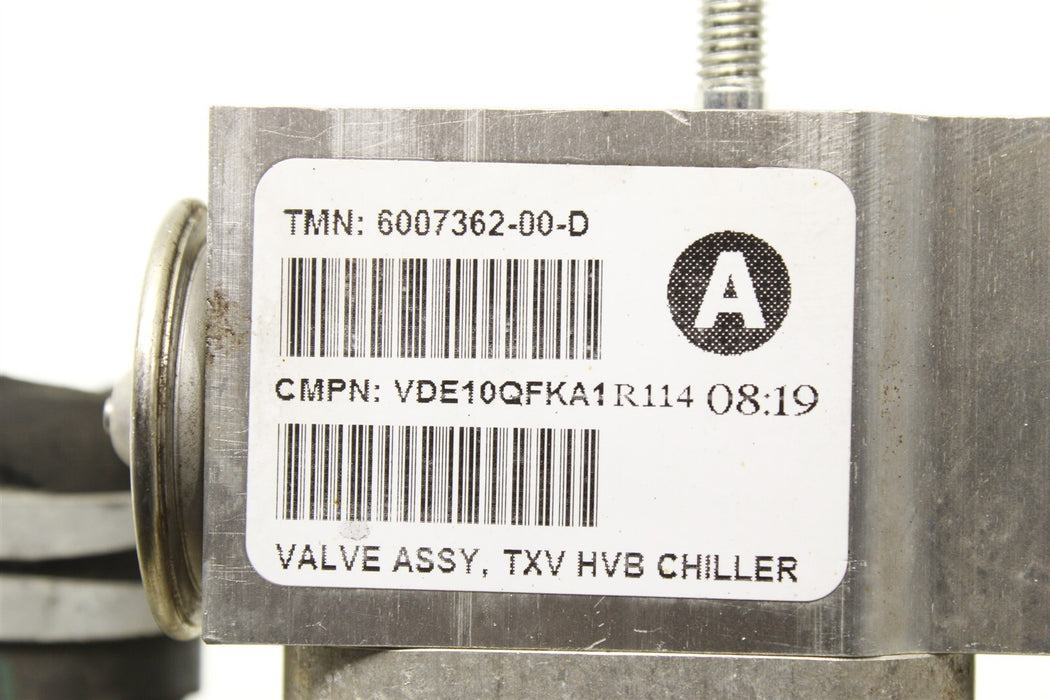 TMN: 6007362-00-D
A
CMPN: VDE10QFKA1 R114 08:19
VALVE ASSY, TXV HVB CHILLER